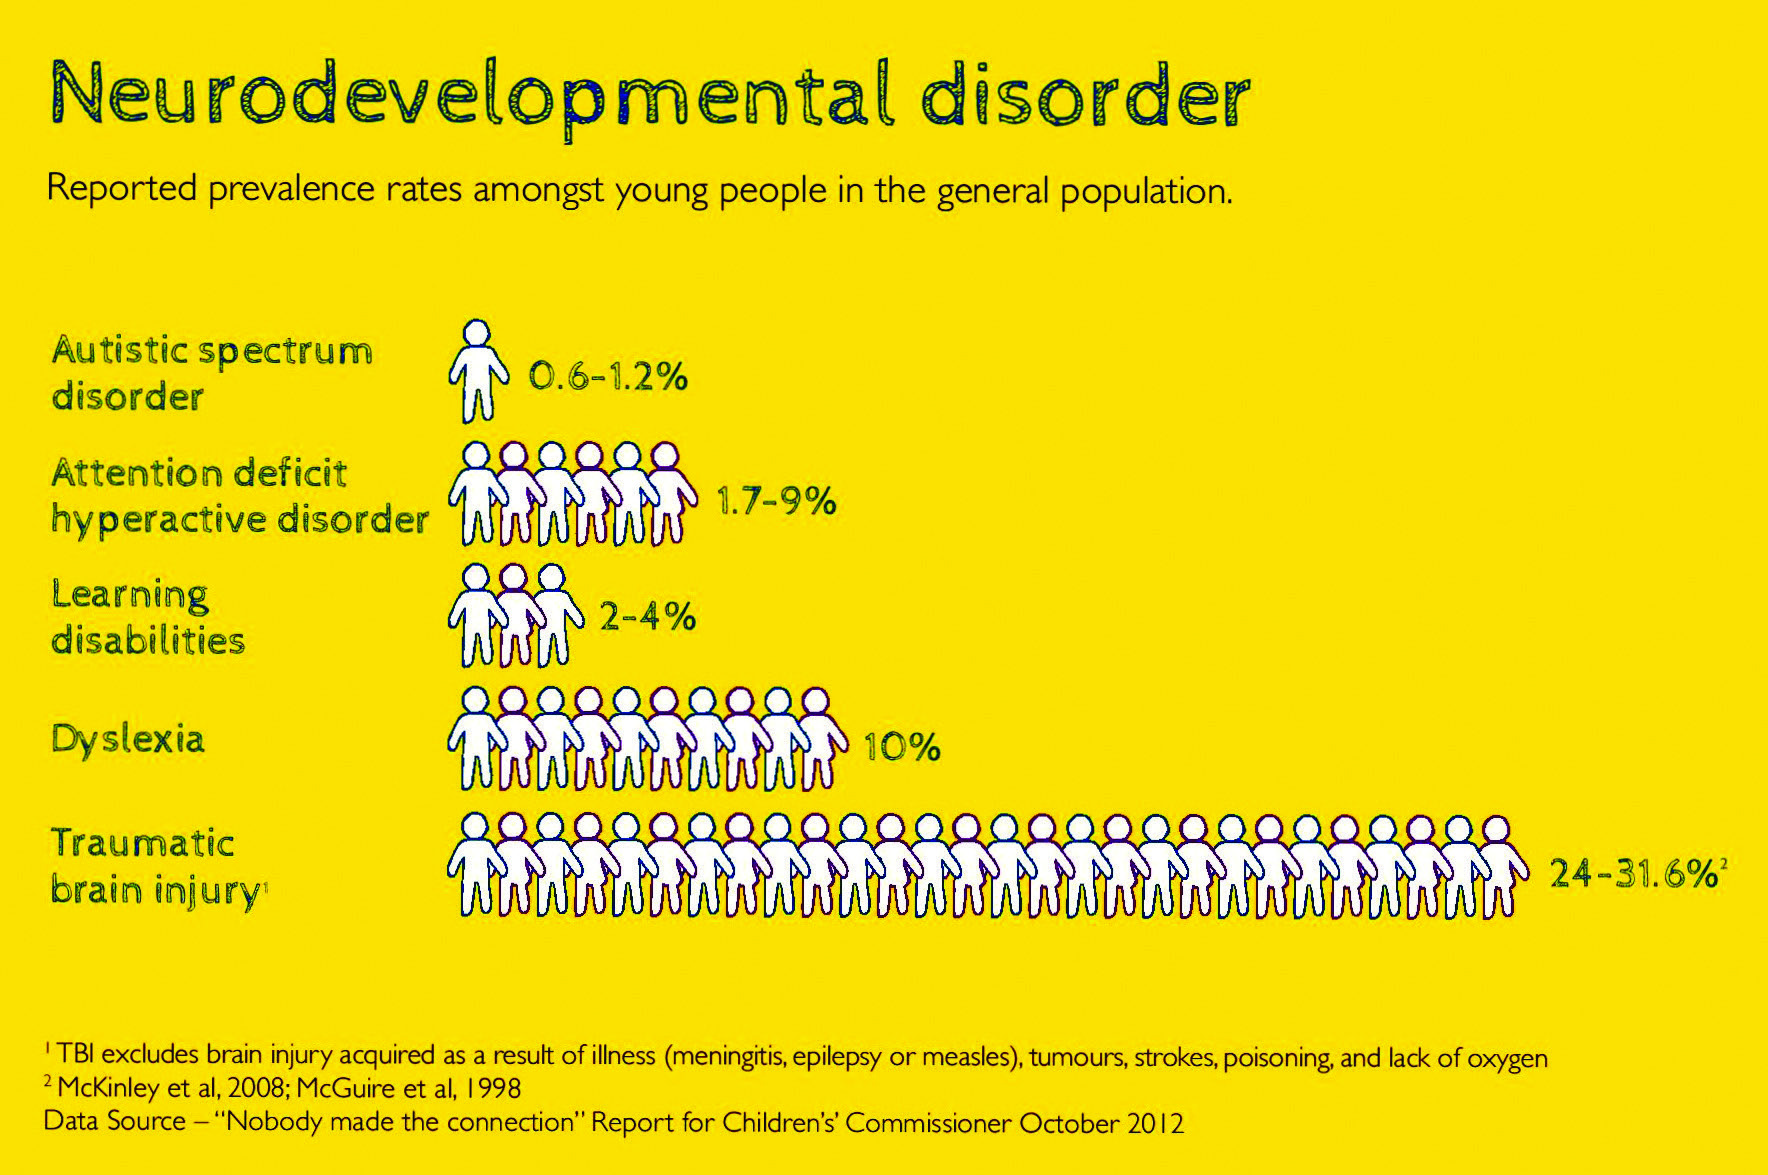 Neurodevelopmental disorder
Reported prevalence rates amongst young people in the general population.
Autistic spectrum
disorder
0.6–1.2%
Attention deficit
hyperactive disorder
1.7–9%
Learning
disabilities
2–4%
Dyslexia
10%
Traumatic
brain injury¹
24–31.6%²
¹ TBI excludes brain injury acquired as a result of illness (meningitis, epilepsy or measles), tumours, strokes, poisoning, and lack of oxygen
² McKinley et al, 2008; McGuire et al, 1998
Data Source – “Nobody made the connection” Report for Children’s’ Commissioner October 2012